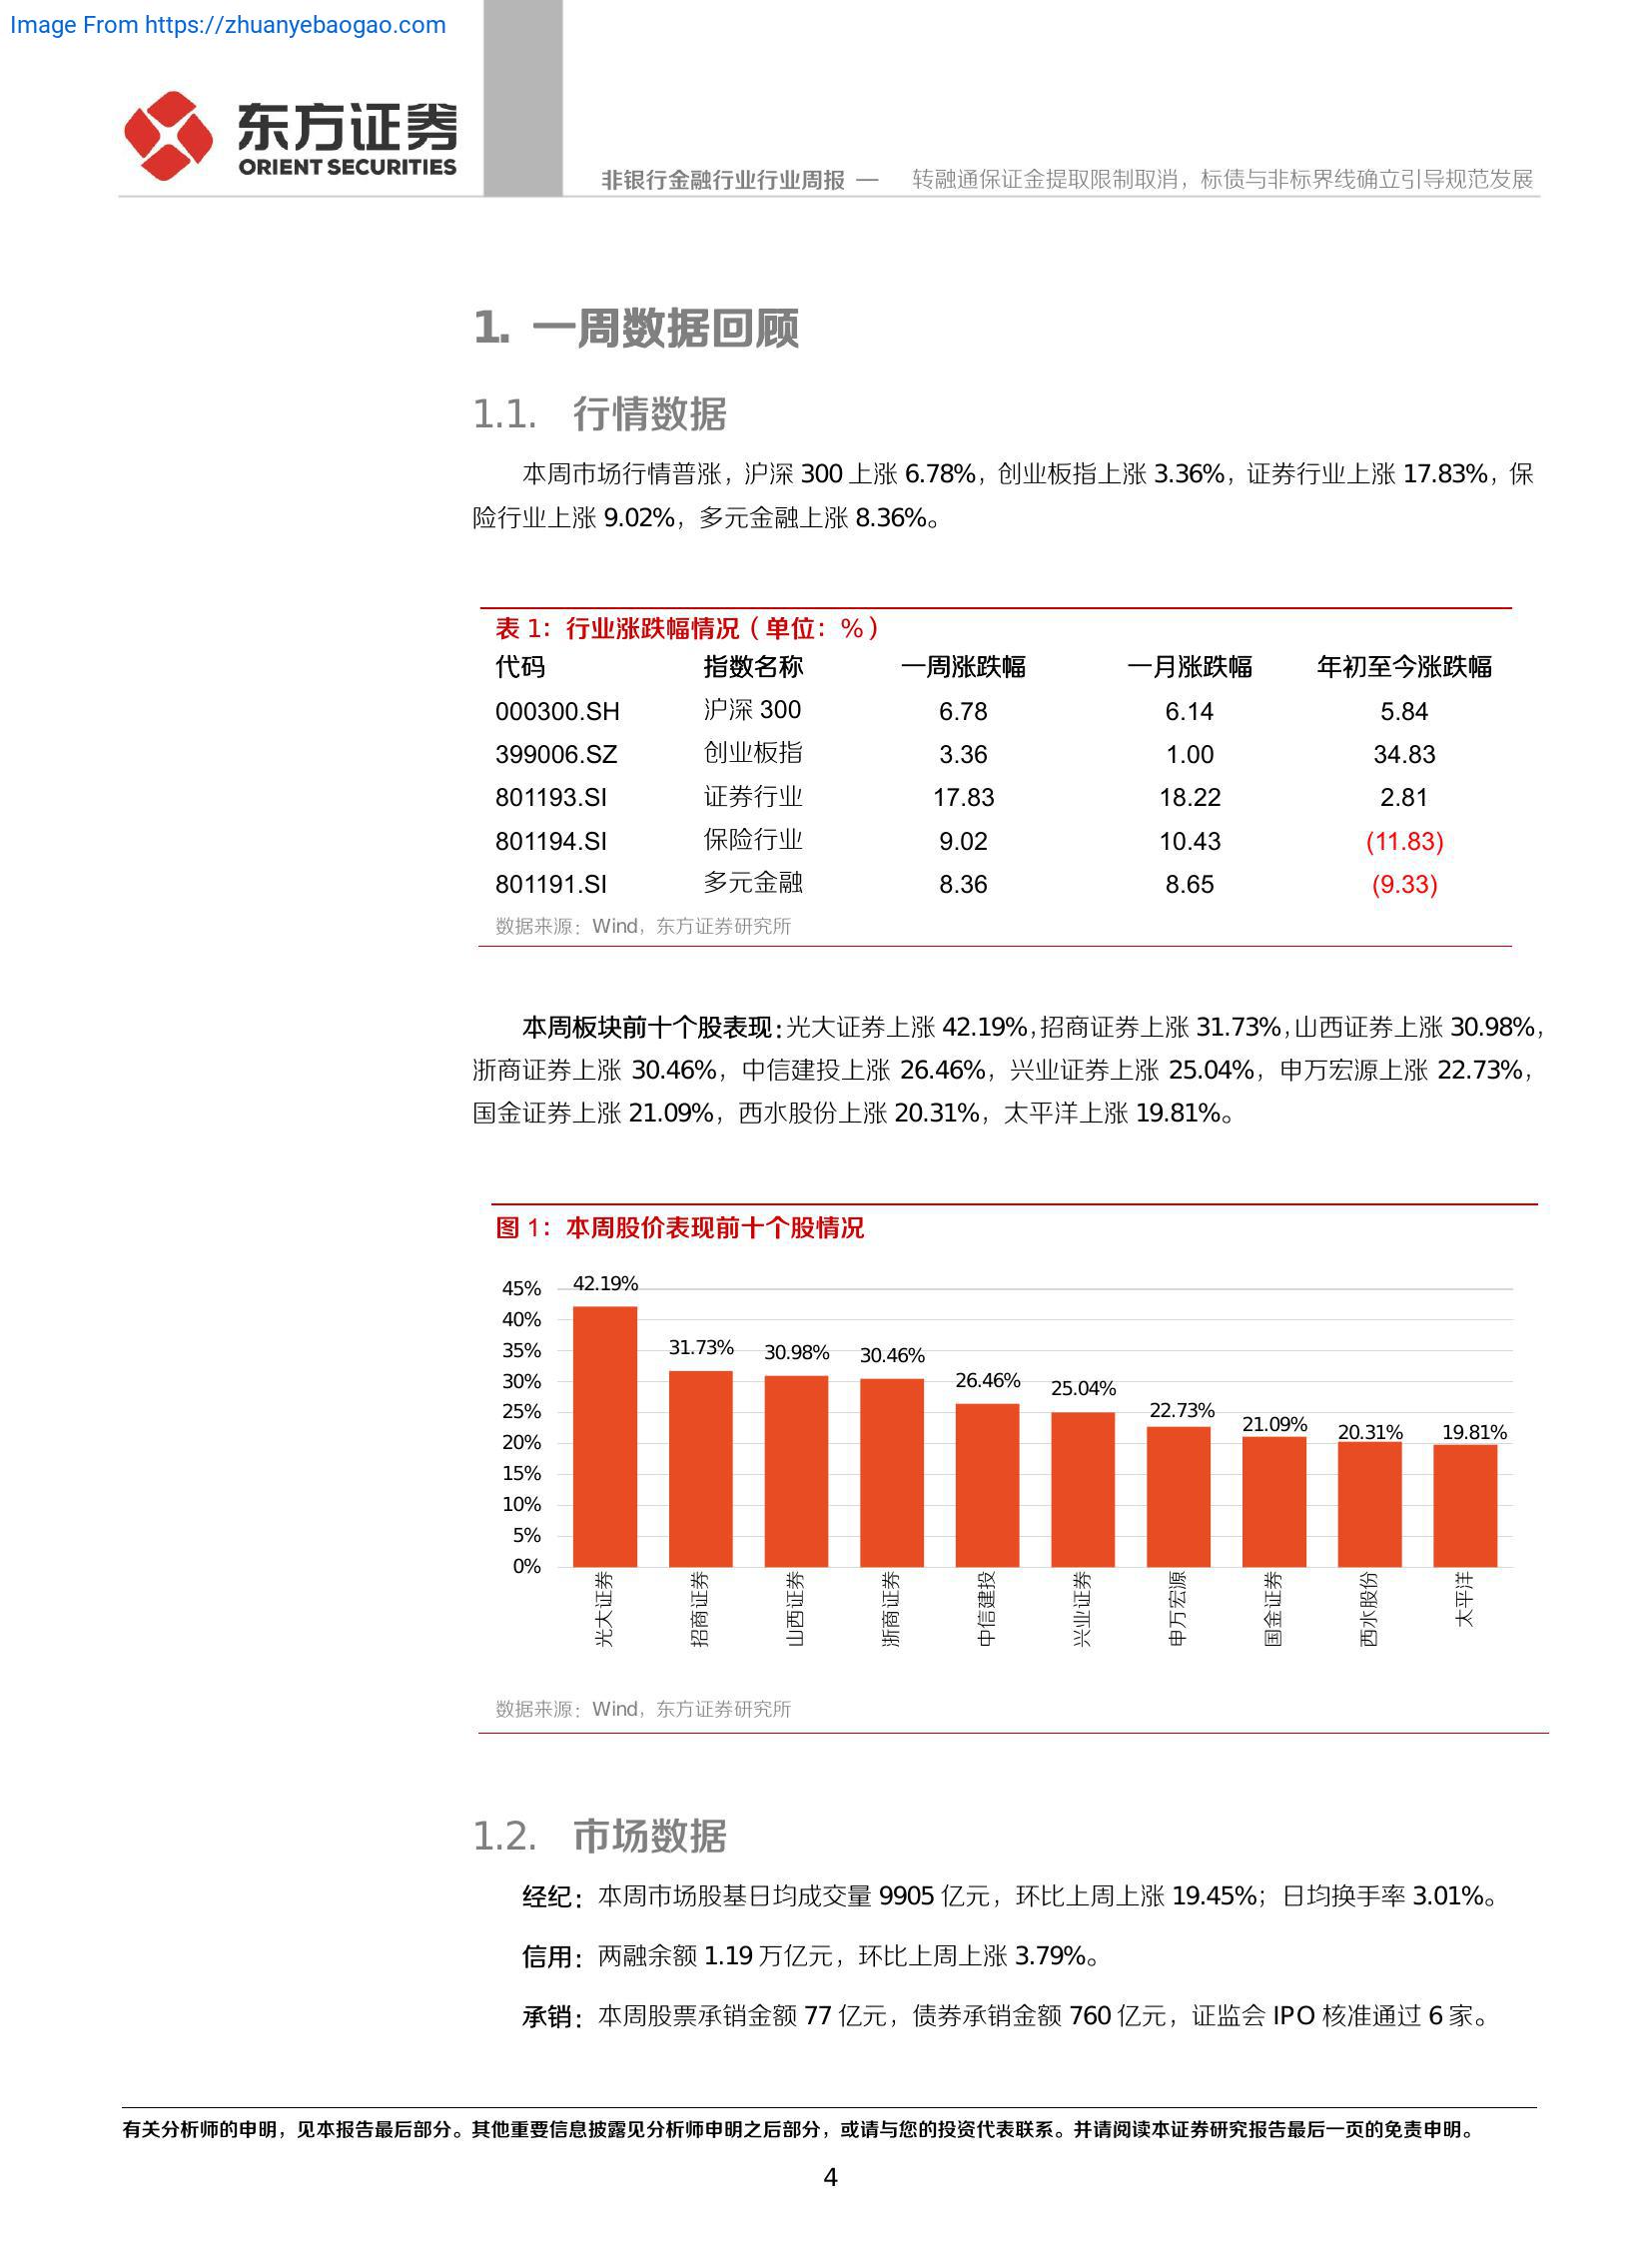 Image From https://zhuanyebaogao.com
东方证券
ORIENT SECURITIES
非银行金融行业行业周报 — 转融通保证金提取限制取消，标债与非标界线确立引导规范发展
1. 一周数据回顾
1.1. 行情数据
本周市场行情普涨，沪深 300 上涨 6.78%，创业板指上涨 3.36%，证券行业上涨 17.83%，保
险行业上涨 9.02%，多元金融上涨 8.36%。
表 1：行业涨跌幅情况（单位：%）
代码 指数名称 一周涨跌幅 一月涨跌幅 年初至今涨跌幅
000300.SH 沪深 300 6.78 6.14 5.84
399006.SZ 创业板指 3.36 1.00 34.83
801193.SI 证券行业 17.83 18.22 2.81
801194.SI 保险行业 9.02 10.43 (11.83)
801191.SI 多元金融 8.36 8.65 (9.33)
数据来源：Wind，东方证券研究所
本周板块前十个股表现：光大证券上涨 42.19%，招商证券上涨 31.73%，山西证券上涨 30.98%，
浙商证券上涨 30.46%，中信建投上涨 26.46%，兴业证券上涨 25.04%，申万宏源上涨 22.73%，
国金证券上涨 21.09%，西水股份上涨 20.31%，太平洋上涨 19.81%。
图 1：本周股价表现前十个股情况
45%
40%
35%
30%
25%
20%
15%
10%
5%
0%
42.19%
31.73%
30.98%
30.46%
26.46%
25.04%
22.73%
21.09%
20.31%
19.81%
光大证券
招商证券
山西证券
浙商证券
中信建投
兴业证券
申万宏源
国金证券
西水股份
太平洋
数据来源：Wind，东方证券研究所
1.2. 市场数据
经纪：本周市场股基日均成交量 9905 亿元，环比上周上涨 19.45%；日均换手率 3.01%。
信用：两融余额 1.19 万亿元，环比上周上涨 3.79%。
承销：本周股票承销金额 77 亿元，债券承销金额 760 亿元，证监会 IPO 核准通过 6 家。
有关分析师的申明，见本报告最后部分。其他重要信息披露见分析师申明之后部分，或请与您的投资代表联系。并请阅读本证券研究报告最后一页的免责申明。
4